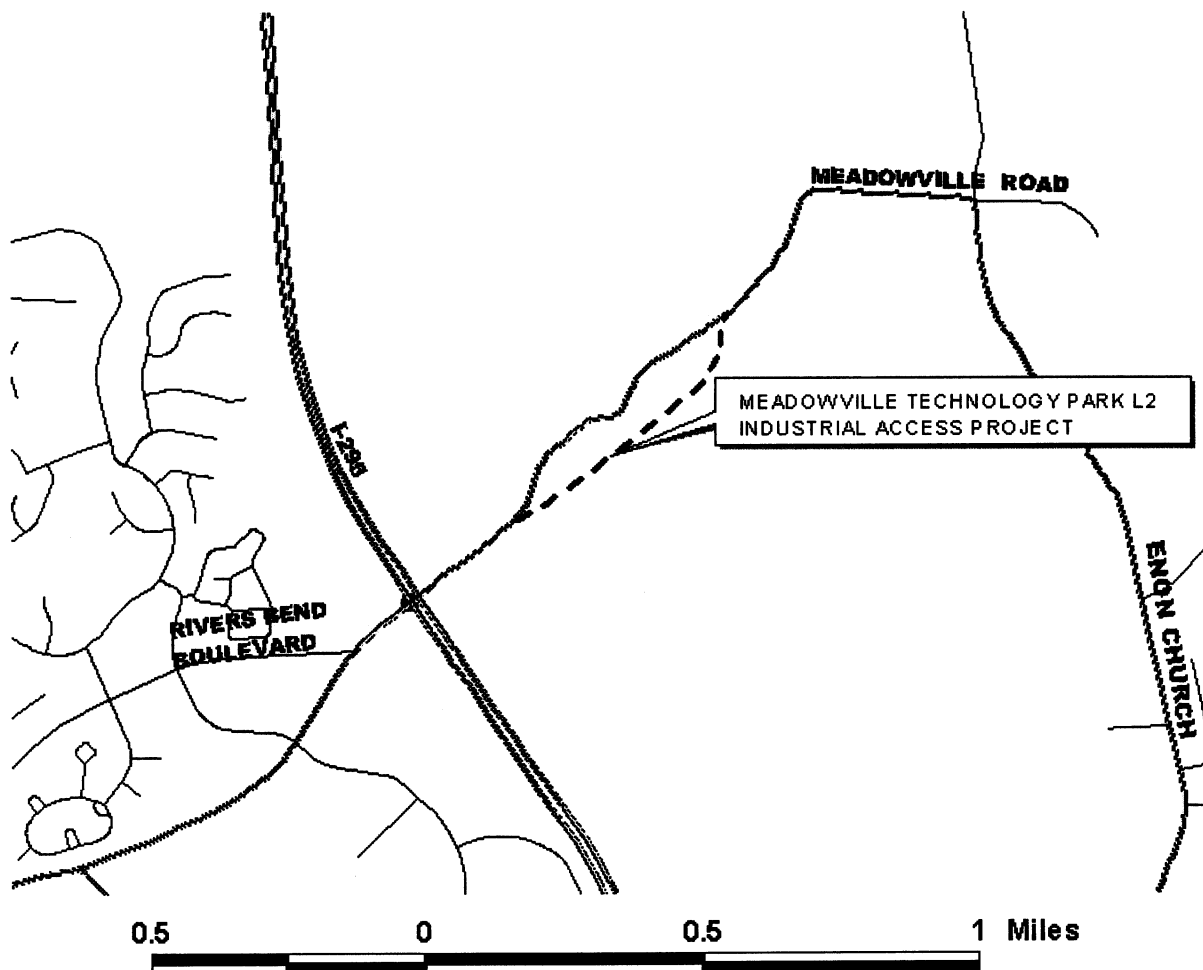 MEADOWVILLE ROAD
MEADOWVILLE TECHNOLOGY PARK L2
INDUSTRIAL ACCESS PROJECT
I-295
RIVERS BEND
BOULEVARD
ENON CHURCH
0.5 0 0.5 1 Miles